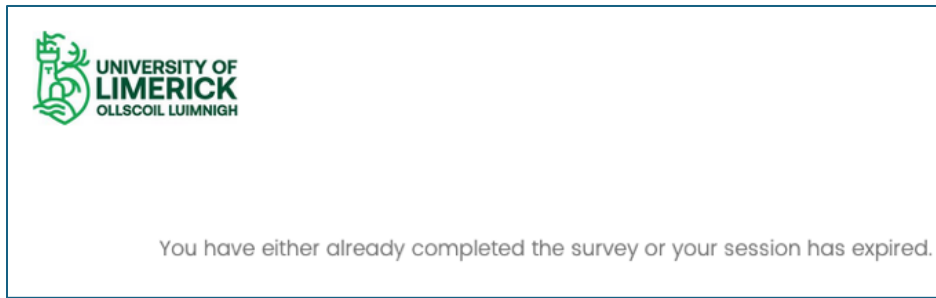 UNIVERSITY OF
LIMERICK
OLLSCOIL LUIMNIGH
You have either already completed the survey or your session has expired.